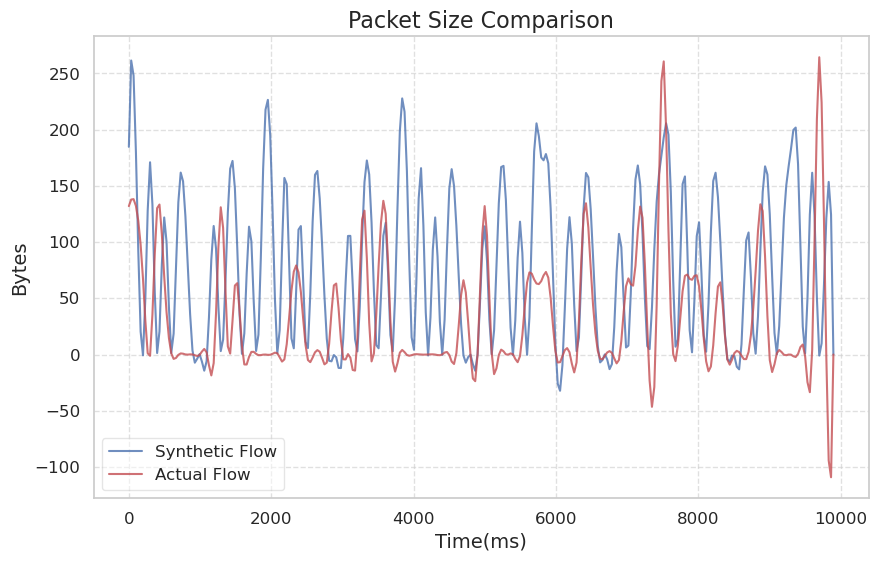 Packet Size Comparison
Bytes
250
200
150
100
50
0
−50
−100
Synthetic Flow
Actual Flow
0 2000 4000 6000 8000 10000
Time(ms)